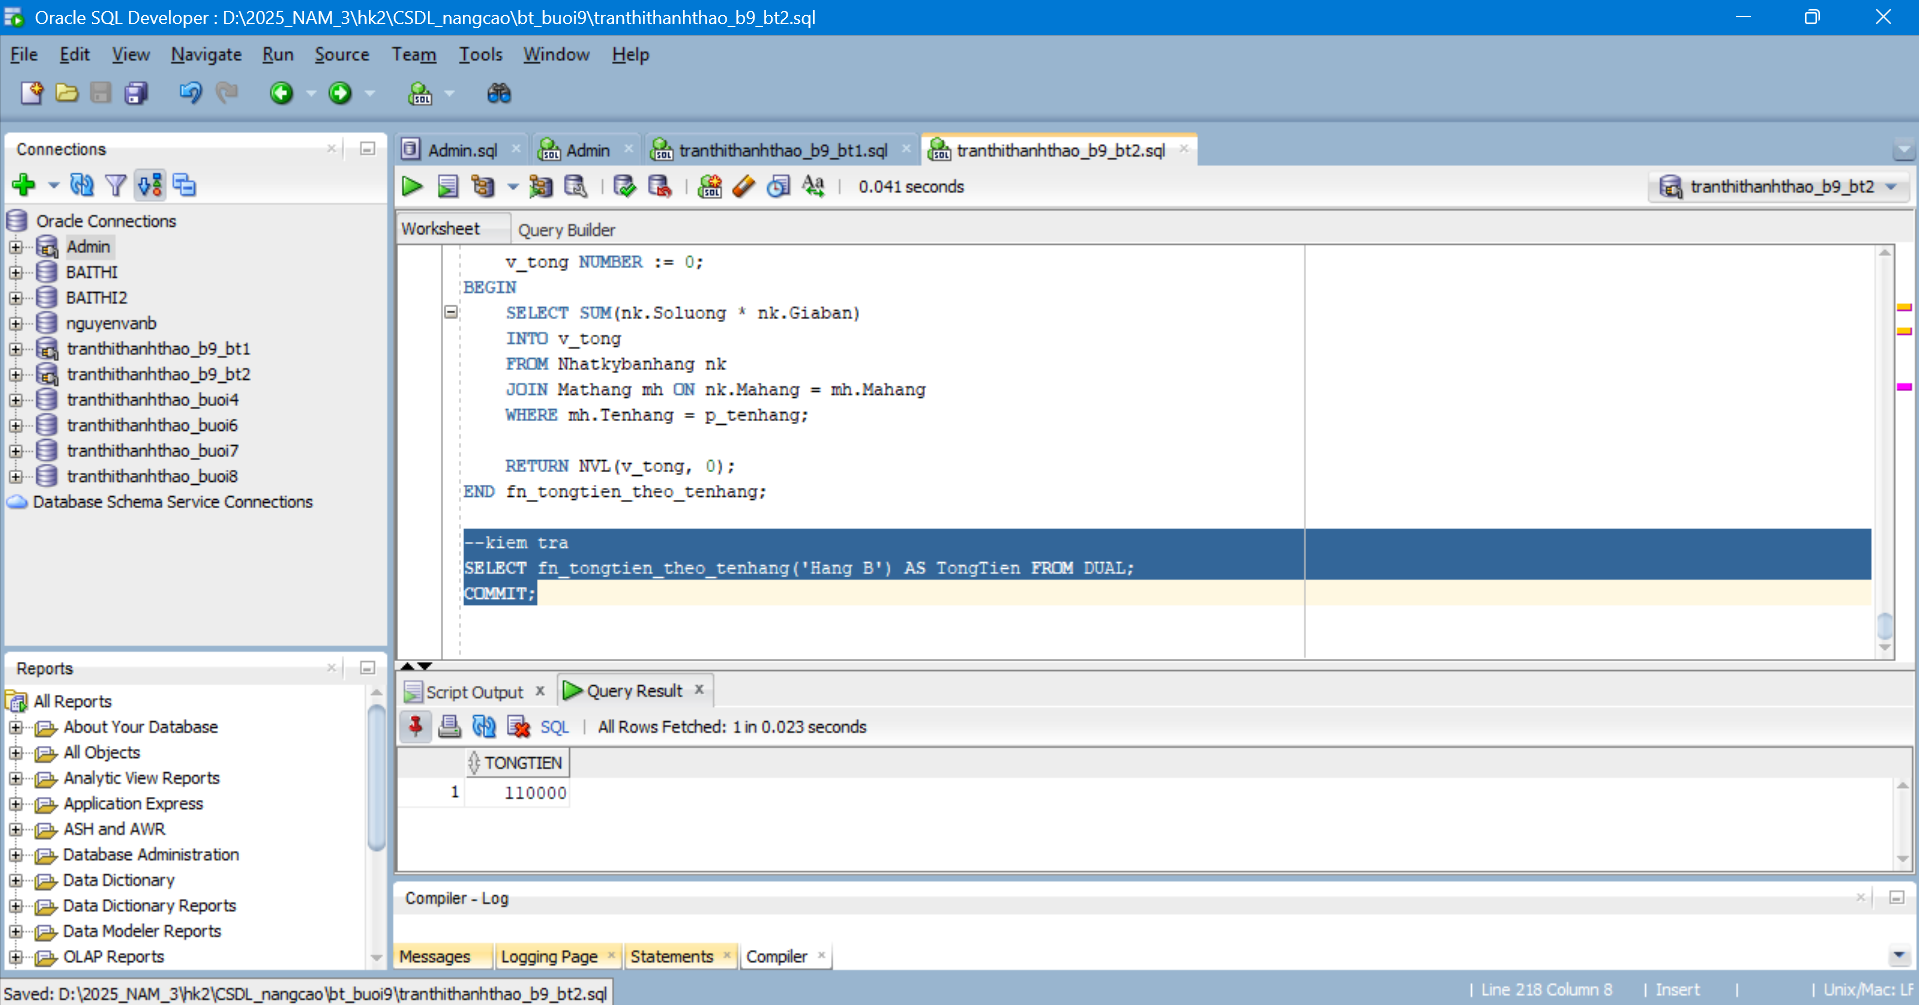 Oracle SQL Developer : D:\2025_NAM_3\hk2\CSDL_nangcao\bt_buoi9\tranthithanhthao_b9_bt2.sql
File Edit View Navigate Run Source Team Tools Window Help
Connections
Oracle Connections
Admin
BAITHI
BAITHI2
nguyenvanb
tranthithanhthao_b9_bt1
tranthithanhthao_b9_bt2
tranthithanhthao_buoi4
tranthithanhthao_buoi6
tranthithanhthao_buoi7
tranthithanhthao_buoi8
Database Schema Service Connections
Reports
All Reports
About Your Database
All Objects
Analytic View Reports
Application Express
ASH and AWR
Database Administration
Data Dictionary
Data Dictionary Reports
Data Modeler Reports
OLAP Reports
Admin.sql Admin tranthithanhthao_b9_bt1.sql tranthithanhthao_b9_bt2.sql
0.041 seconds tranthithanhthao_b9_bt2
Worksheet Query Builder
v_tong NUMBER := 0;
BEGIN
SELECT SUM(nk.Soluong * nk.Giaban)
INTO v_tong
FROM Nhatkybanhang nk
JOIN Mathang mh ON nk.Mahang = mh.Mahang
WHERE mh.Tenhang = p_tenhang;
RETURN NVL(v_tong, 0);
END fn_tongtien_theo_tenhang;
--kiem tra
SELECT fn_tongtien_theo_tenhang('Hang B') AS TongTien FROM DUAL;
COMMIT;
Script Output Query Result
SQL All Rows Fetched: 1 in 0.023 seconds
TONGTIEN
1 110000
Compiler - Log
Messages Logging Page Statements Compiler
Saved: D:\2025_NAM_3\hk2\CSDL_nangcao\bt_buoi9\tranthithanhthao_b9_bt2.sql
Line 218 Column 8 Insert Unix/Mac: LF